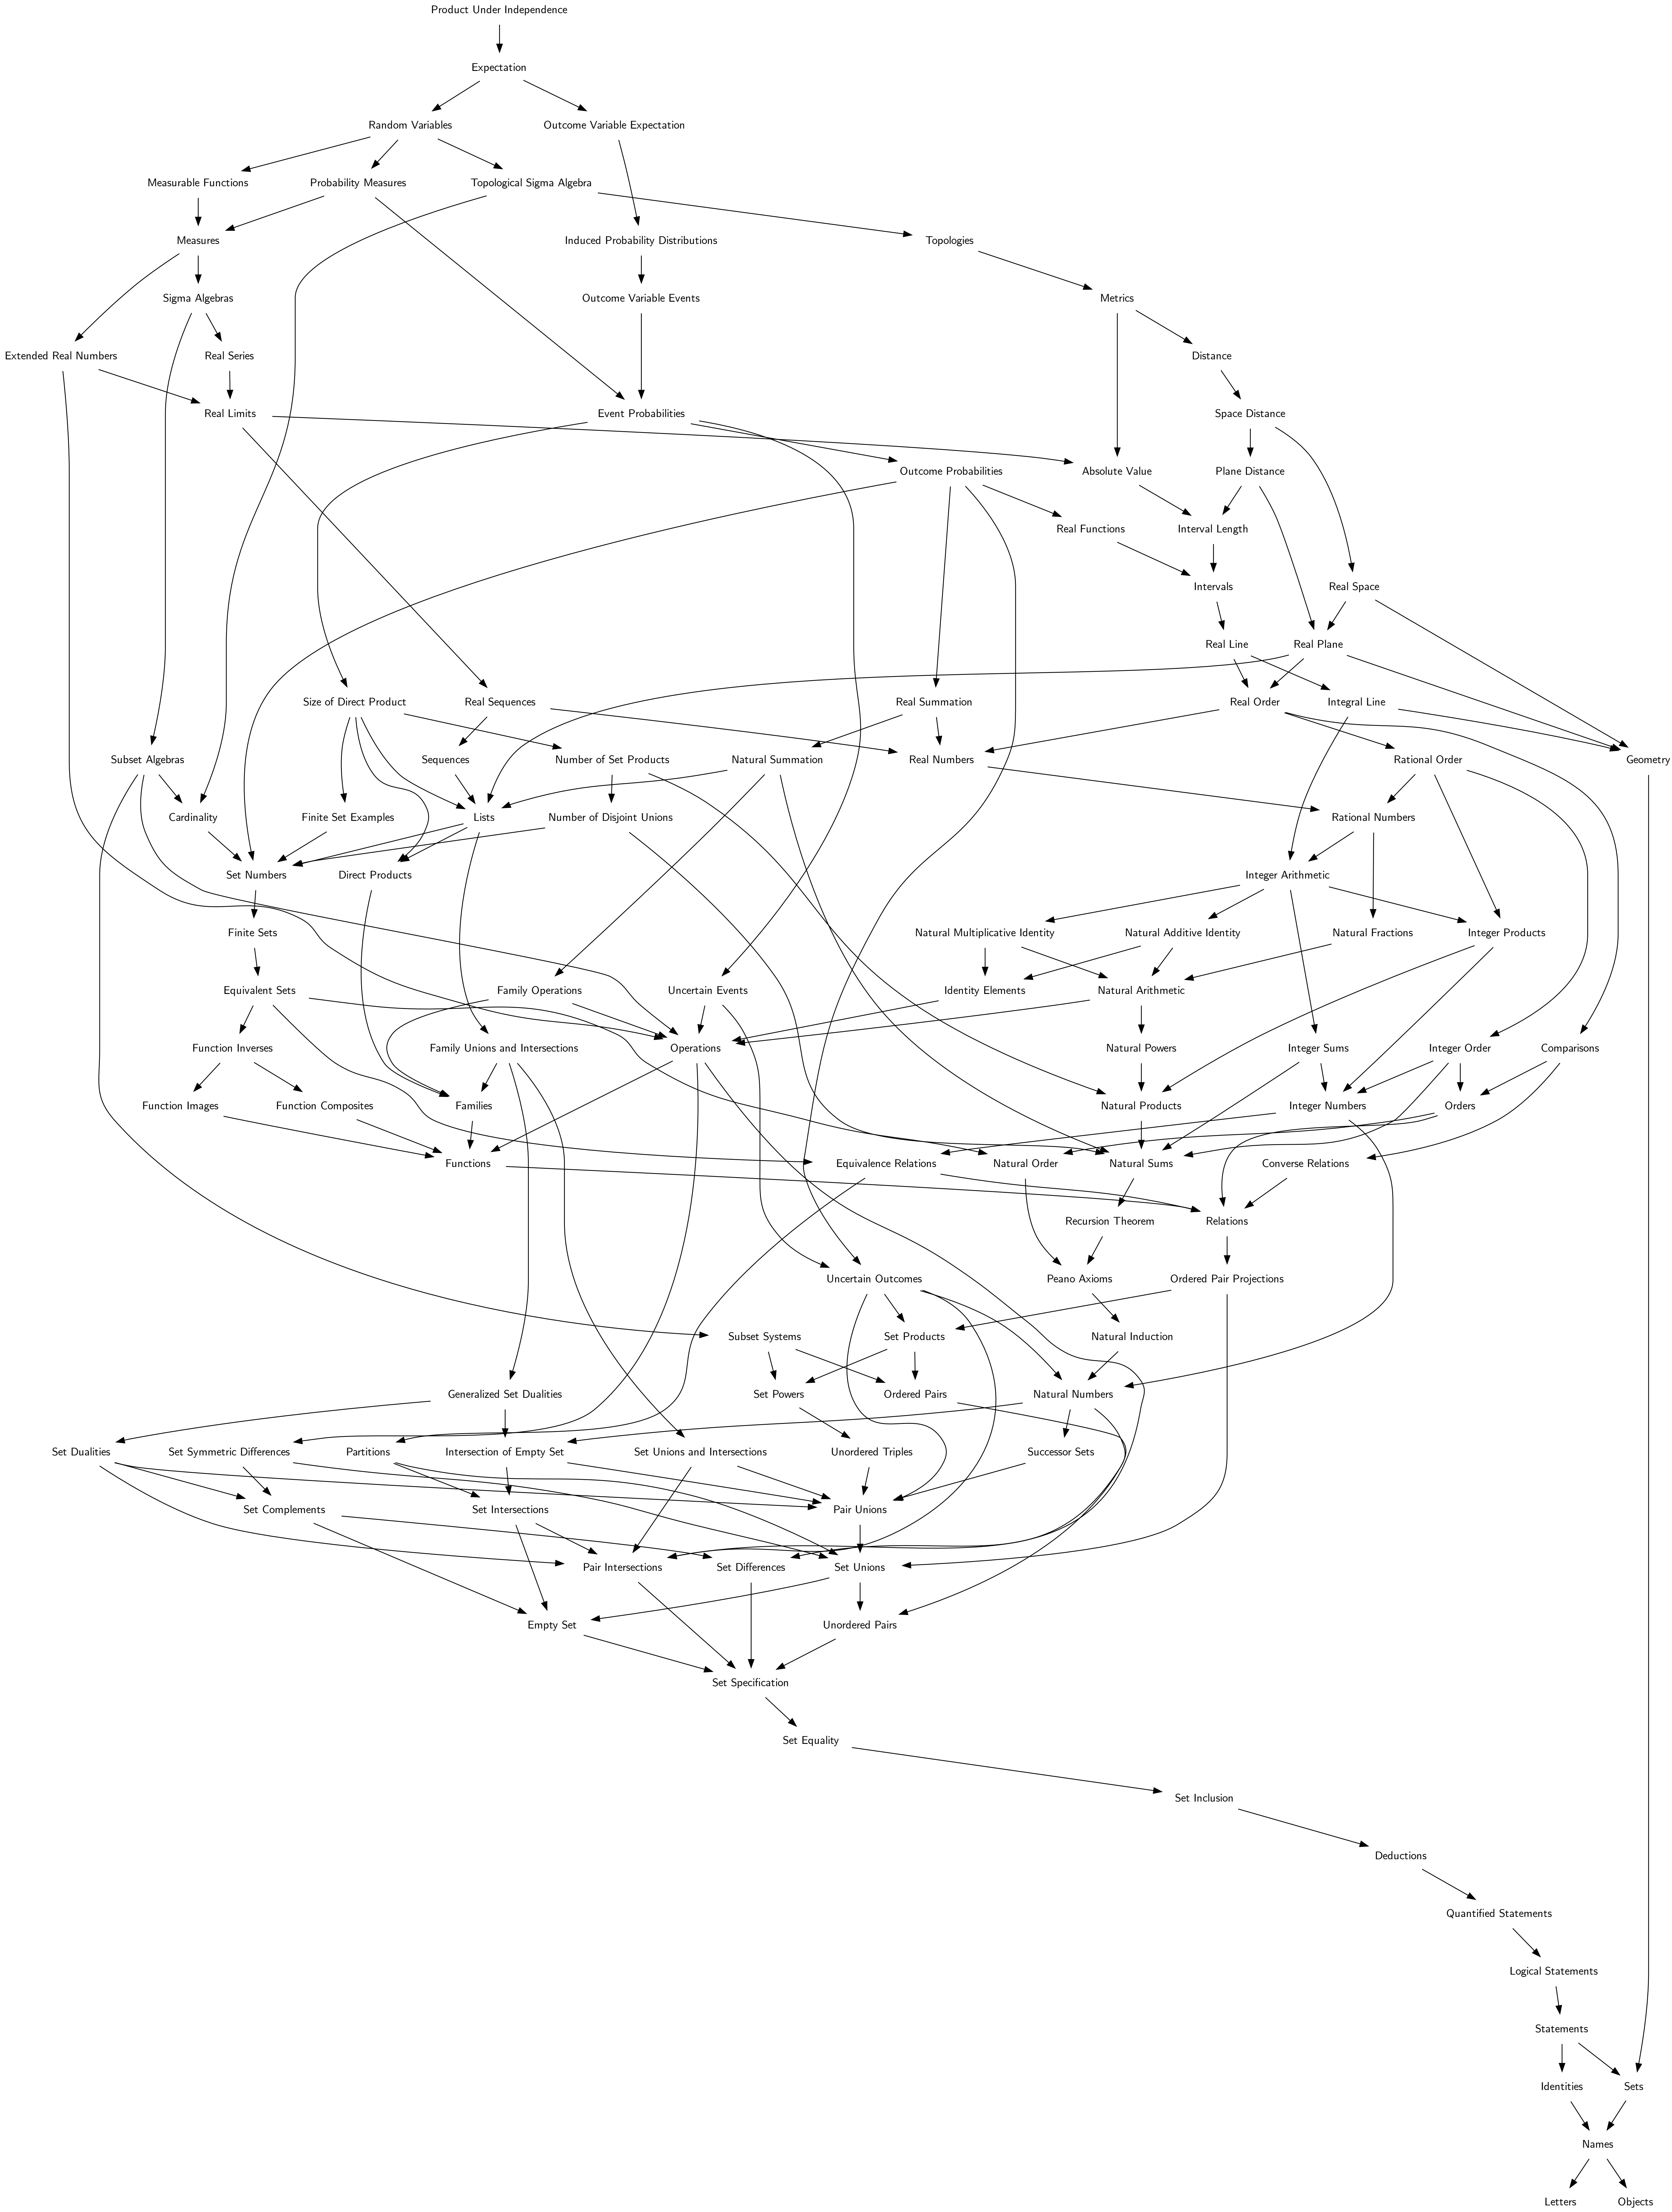 Product Under Independence
Expectation
Random Variables
Outcome Variable Expectation
Measurable Functions
Probability Measures
Topological Sigma Algebra
Measures
Induced Probability Distributions
Topologies
Sigma Algebras
Outcome Variable Events
Metrics
Extended Real Numbers
Real Series
Distance
Real Limits
Event Probabilities
Space Distance
Outcome Probabilities
Absolute Value
Plane Distance
Real Functions
Interval Length
Intervals
Real Space
Real Line
Real Plane
Size of Direct Product
Real Sequences
Real Summation
Real Order
Integral Line
Subset Algebras
Sequences
Number of Set Products
Natural Summation
Real Numbers
Rational Order
Geometry
Cardinality
Finite Set Examples
Lists
Number of Disjoint Unions
Rational Numbers
Set Numbers
Direct Products
Integer Arithmetic
Finite Sets
Natural Multiplicative Identity
Natural Additive Identity
Natural Fractions
Integer Products
Equivalent Sets
Family Operations
Uncertain Events
Identity Elements
Natural Arithmetic
Function Inverses
Family Unions and Intersections
Operations
Natural Powers
Integer Sums
Integer Order
Comparisons
Function Images
Function Composites
Families
Natural Products
Integer Numbers
Orders
Functions
Equivalence Relations
Natural Order
Natural Sums
Converse Relations
Recursion Theorem
Relations
Uncertain Outcomes
Peano Axioms
Ordered Pair Projections
Subset Systems
Set Products
Natural Induction
Generalized Set Dualities
Set Powers
Ordered Pairs
Natural Numbers
Set Dualities
Set Symmetric Differences
Partitions
Intersection of Empty Set
Set Unions and Intersections
Unordered Triples
Successor Sets
Set Complements
Set Intersections
Pair Unions
Pair Intersections
Set Differences
Set Unions
Empty Set
Unordered Pairs
Set Specification
Set Equality
Set Inclusion
Deductions
Quantified Statements
Logical Statements
Statements
Identities
Sets
Names
Letters
Objects